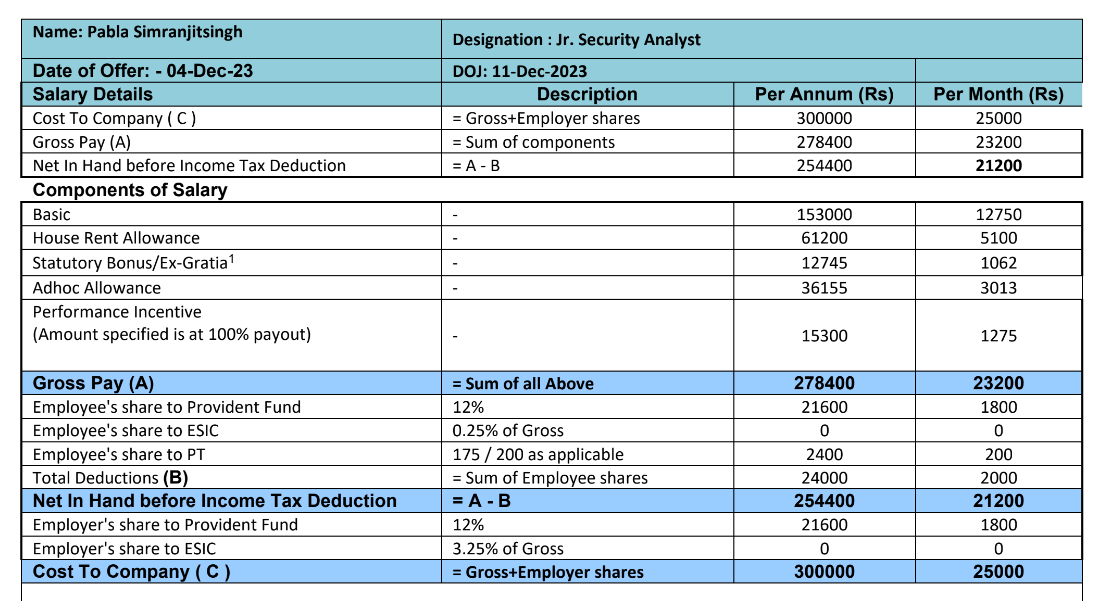 Name: Pabla Simranjitsingh Designation : Jr. Security Analyst
Date of Offer: - 04-Dec-23 DOJ: 11-Dec-2023
Salary Details Description Per Annum (Rs) Per Month (Rs)
Cost To Company ( C ) = Gross+Employer shares 300000 25000
Gross Pay (A) = Sum of components 278400 23200
Net In Hand before Income Tax Deduction = A - B 254400 21200
Components of Salary
Basic - 153000 12750
House Rent Allowance - 61200 5100
Statutory Bonus/Ex-Gratia¹ - 12745 1062
Adhoc Allowance - 36155 3013
Performance Incentive
(Amount specified is at 100% payout) - 15300 1275
Gross Pay (A) = Sum of all Above 278400 23200
Employee's share to Provident Fund 12% 21600 1800
Employee's share to ESIC 0.25% of Gross 0 0
Employee's share to PT 175 / 200 as applicable 2400 200
Total Deductions (B) = Sum of Employee shares 24000 2000
Net In Hand before Income Tax Deduction = A - B 254400 21200
Employer's share to Provident Fund 12% 21600 1800
Employer's share to ESIC 3.25% of Gross 0 0
Cost To Company ( C ) = Gross+Employer shares 300000 25000